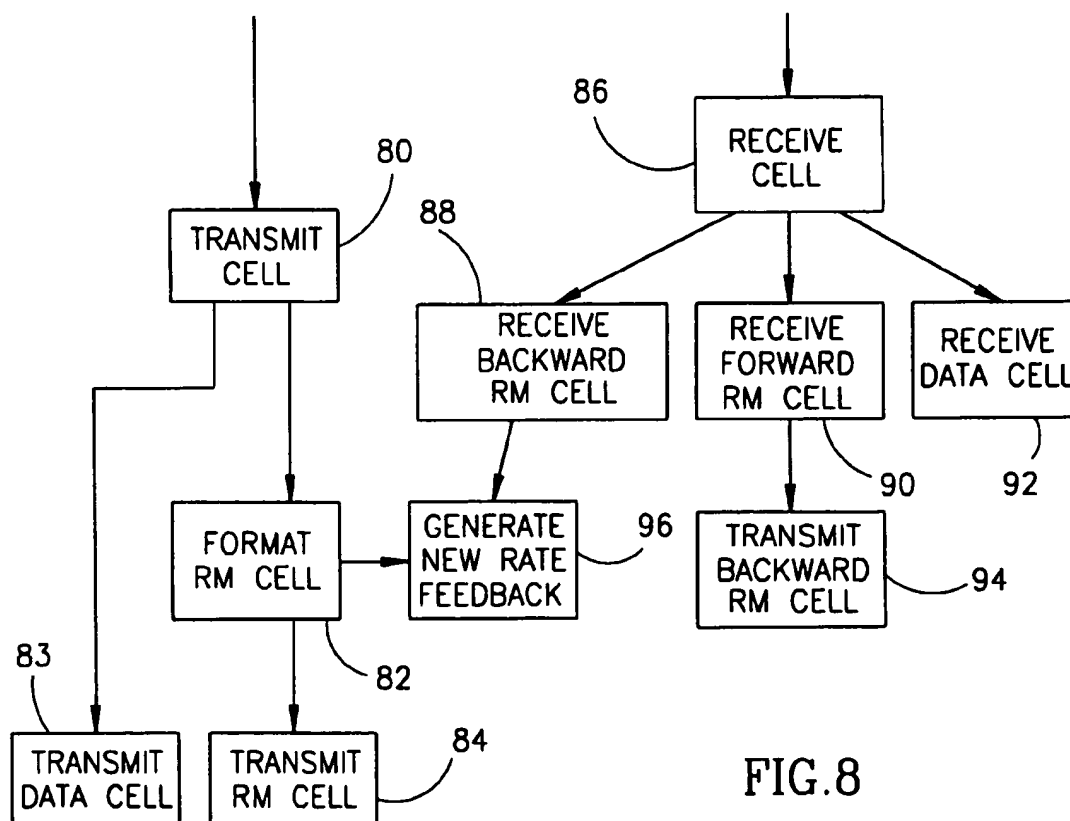 86
RECEIVE
CELL
80
TRANSMIT
CELL
88
RECEIVE
BACKWARD
RM CELL
RECEIVE
FORWARD
RM CELL
90
RECEIVE
DATA CELL
92
FORMAT
RM CELL
82
GENERATE
NEW RATE
FEEDBACK
96
TRANSMIT
BACKWARD
RM CELL
94
83
TRANSMIT
DATA CELL
TRANSMIT
RM CELL
84
FIG.8